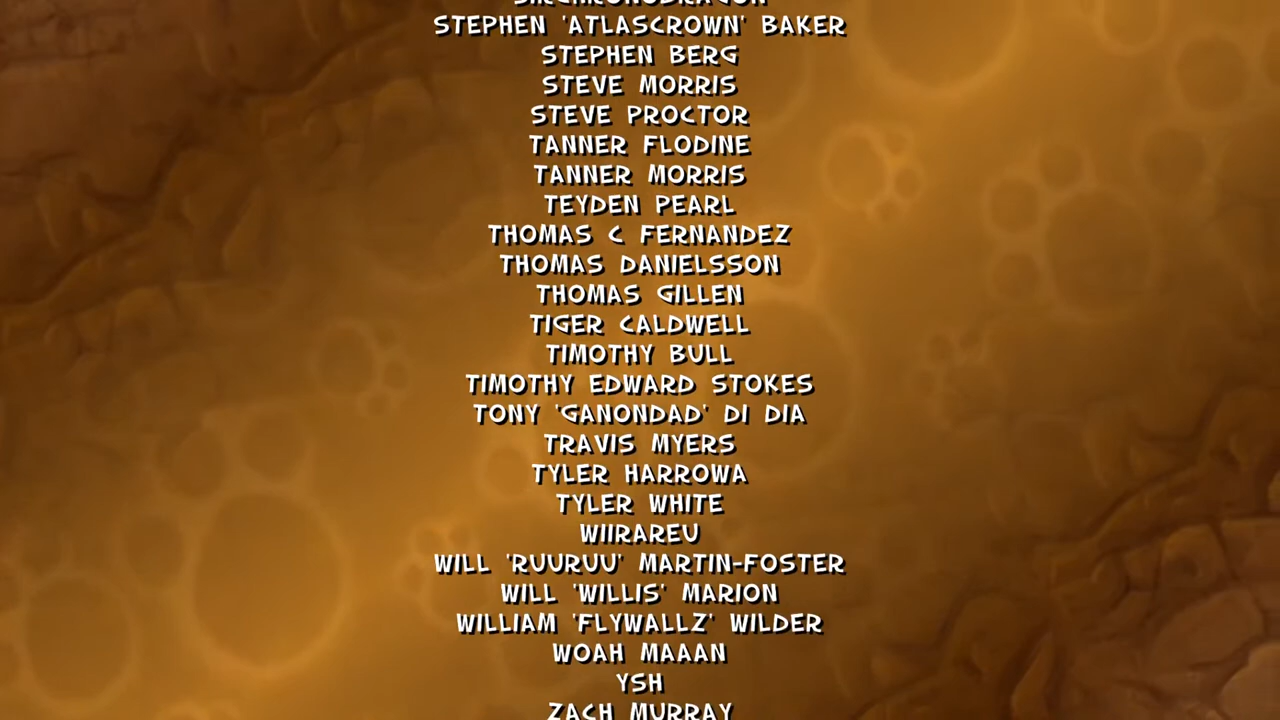 STEPHEN 'ATLASCROWN' BAKER
STEPHEN BERG
STEVE MORRIS
STEVE PROCTOR
TANNER FLODINE
TANNER MORRIS
TEYDEN PEARL
THOMAS C FERNANDEZ
THOMAS DANIELSSON
THOMAS GILLEN
TIGER CALDWELL
TIMOTHY BULL
TIMOTHY EDWARD STOKES
TONY 'GANONDAD' DI DIA
TRAVIS MYERS
TYLER HARROWA
TYLER WHITE
WIIRAREU
WILL 'RUURUU' MARTIN-FOSTER
WILL 'WILLIS' MARION
WILLIAM 'FLYWALLZ' WILDER
WOAH MAAAN
YSH
ZACH MURRAY